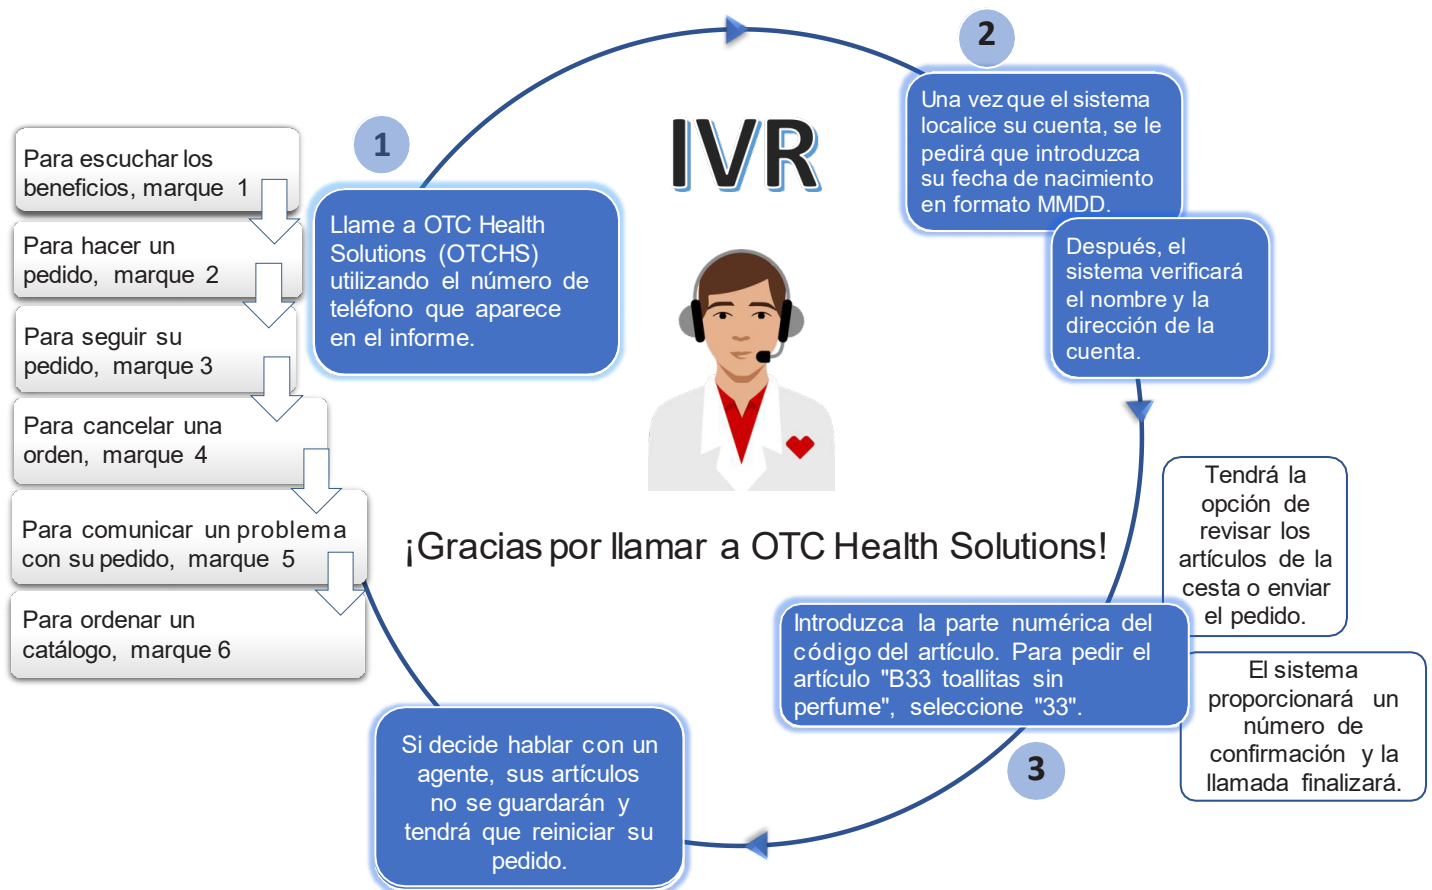 IVR
1
Llame a OTC Health
Solutions (OTCHS)
utilizando el número de
teléfono que aparece
en el informe.
Para escuchar los
beneficios, marque 1
Para hacer un
pedido, marque 2
Para seguir su
pedido, marque 3
Para cancelar una
orden, marque 4
Para comunicar un problema
con su pedido, marque 5
Para ordenar un
catálogo, marque 6
2
Una vez que el sistema
localice su cuenta, se le
pedirá que introduzca
su fecha de nacimiento
en formato MMDD.
Después, el
sistema verificará
el nombre y la
dirección de la
cuenta.
¡Gracias por llamar a OTC Health Solutions!
3
Introduzca la parte numérica del
código del artículo. Para pedir el
artículo "B33 toallitas sin
perfume", seleccione "33".
Tendrá la
opción de
revisar los
artículos de la
cesta o enviar
el pedido.
El sistema
proporcionará un
número de
confirmación y la
llamada finalizará.
Si decide hablar con un
agente, sus artículos
no se guardarán y
tendrá que reiniciar su
pedido.